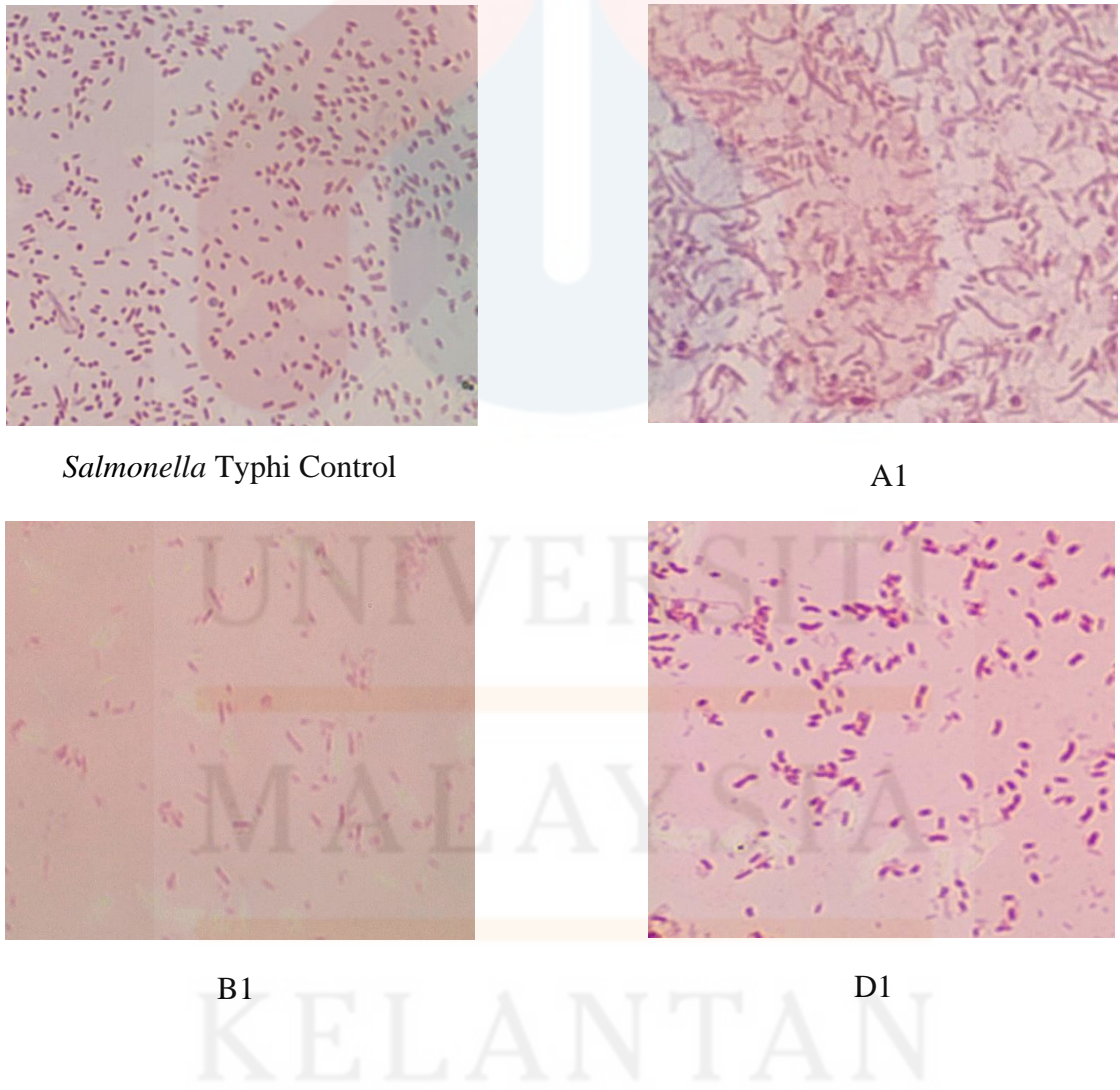 Salmonella Typhi Control
A1
UNIVERSITI
MALAYSIA
B1
D1
KELANTAN